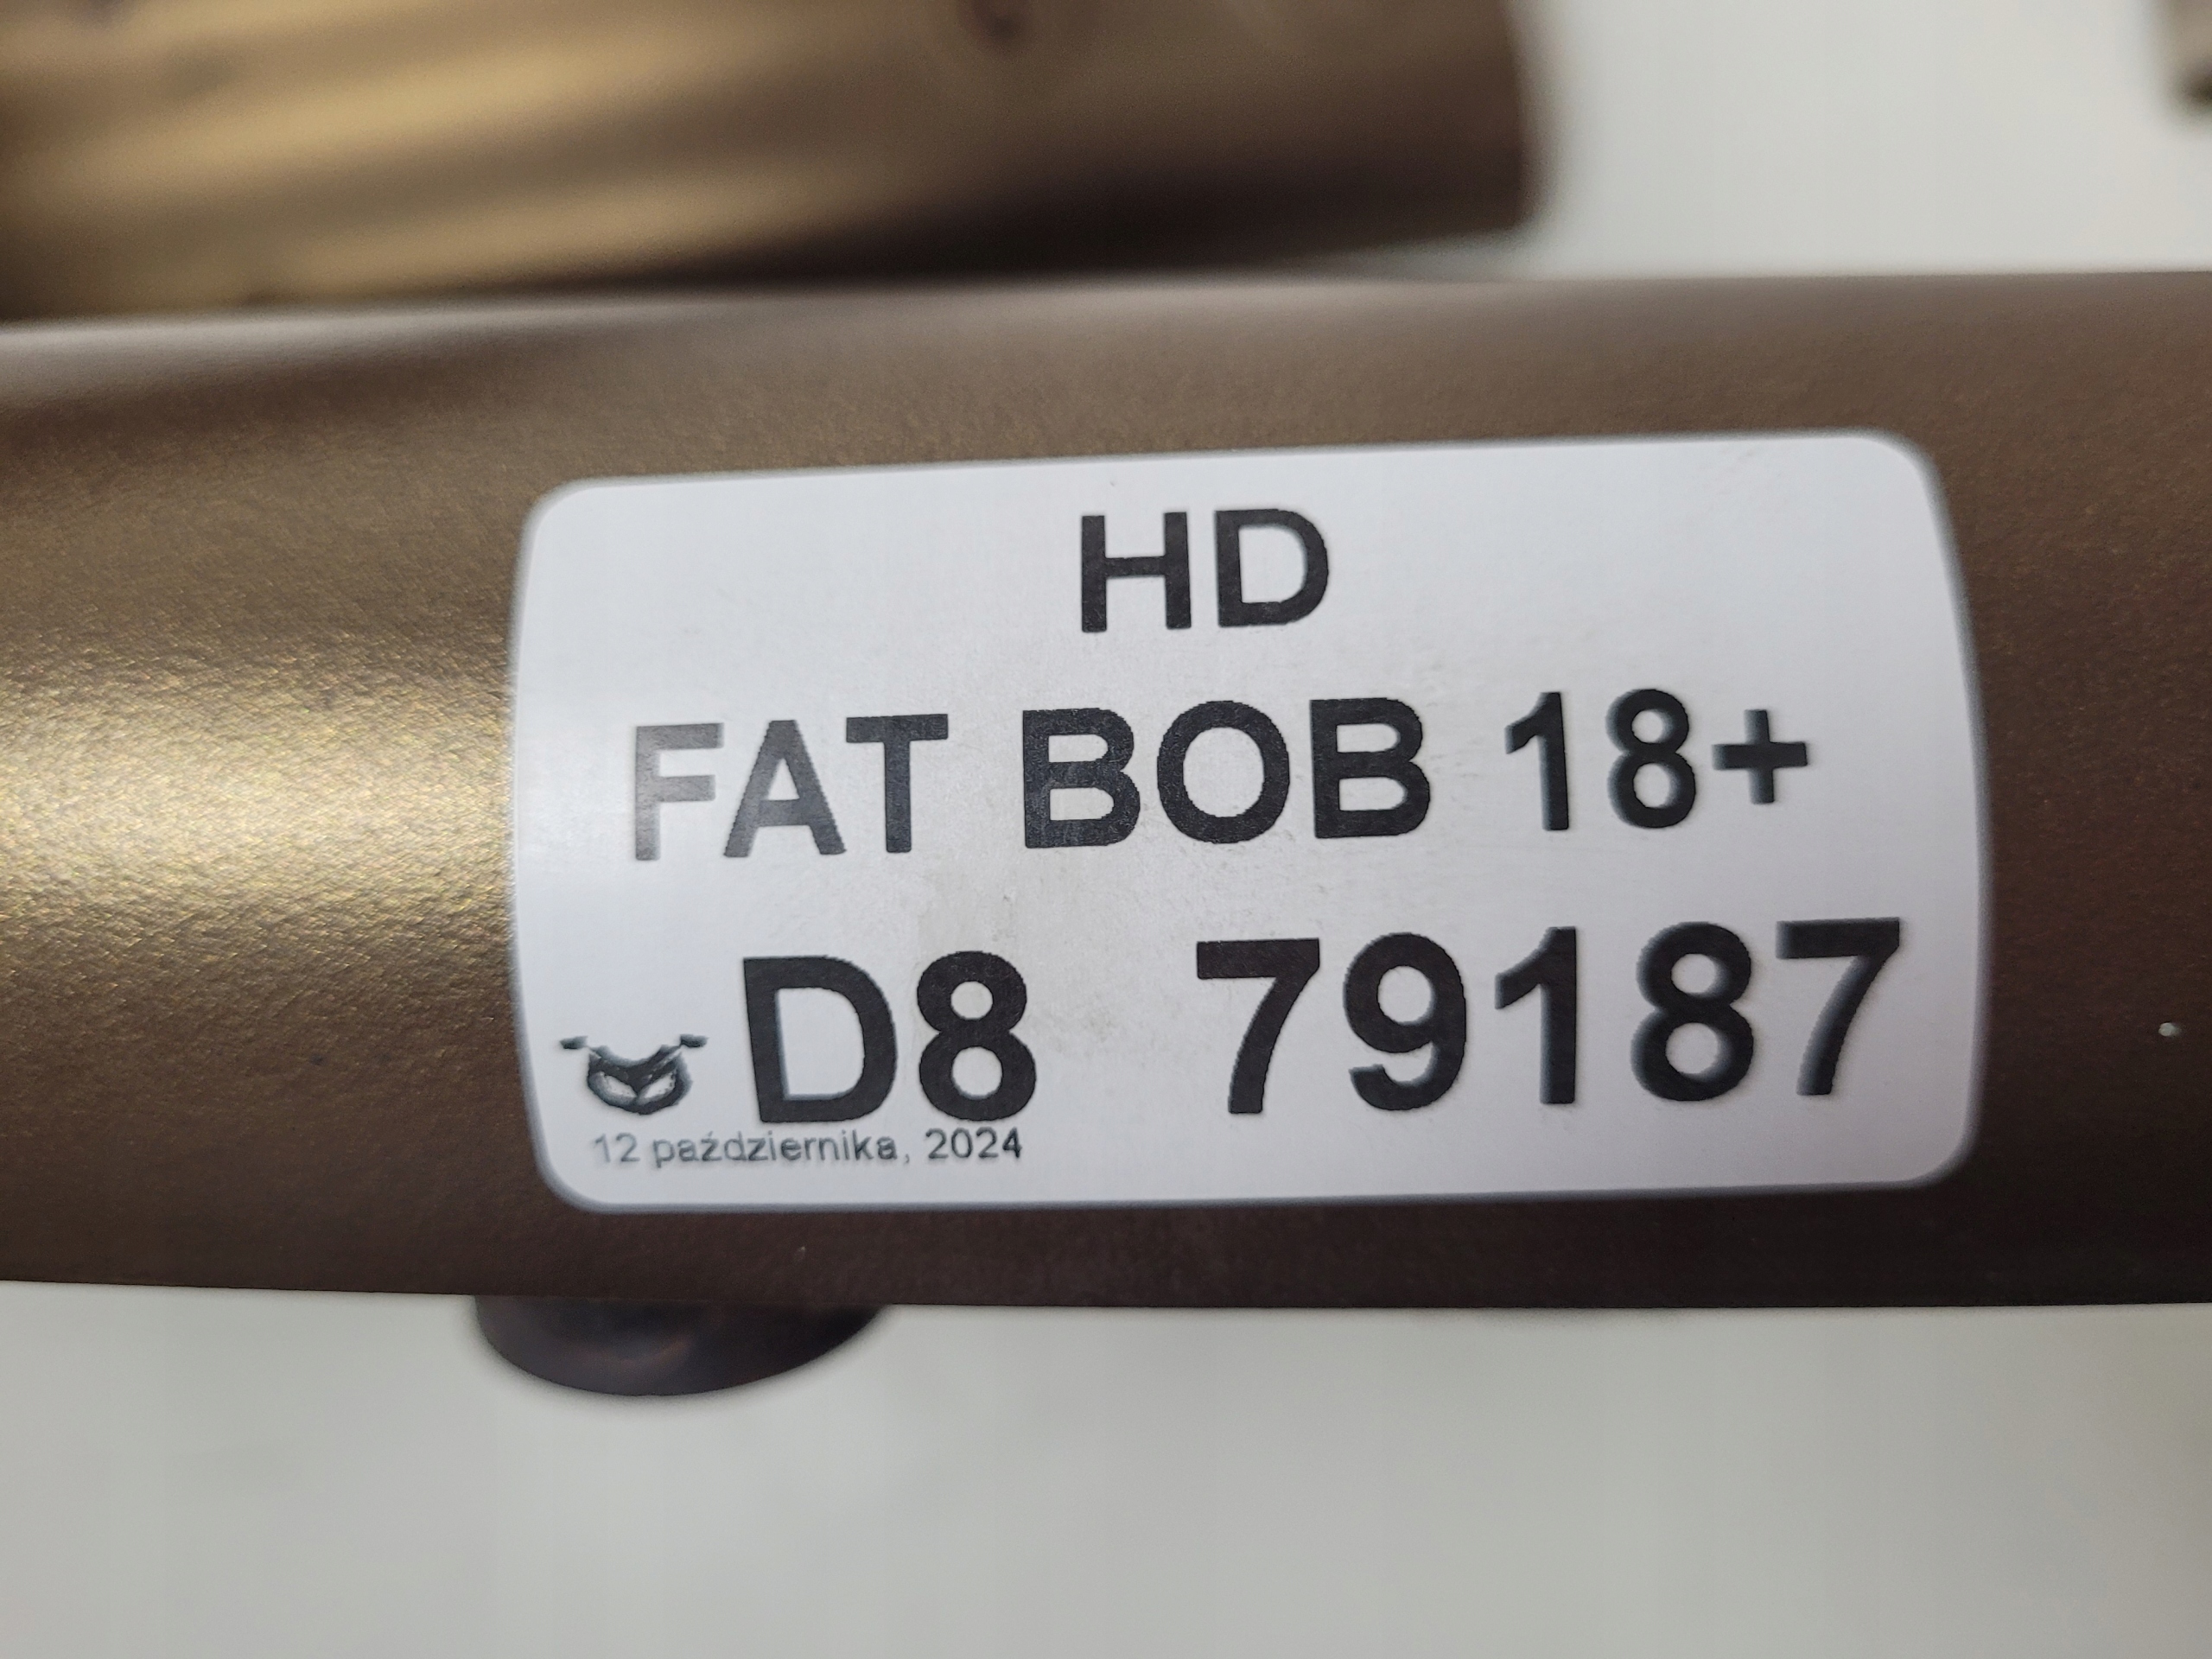 HD
FAT BOB 18+
D8 79187
12 października, 2024